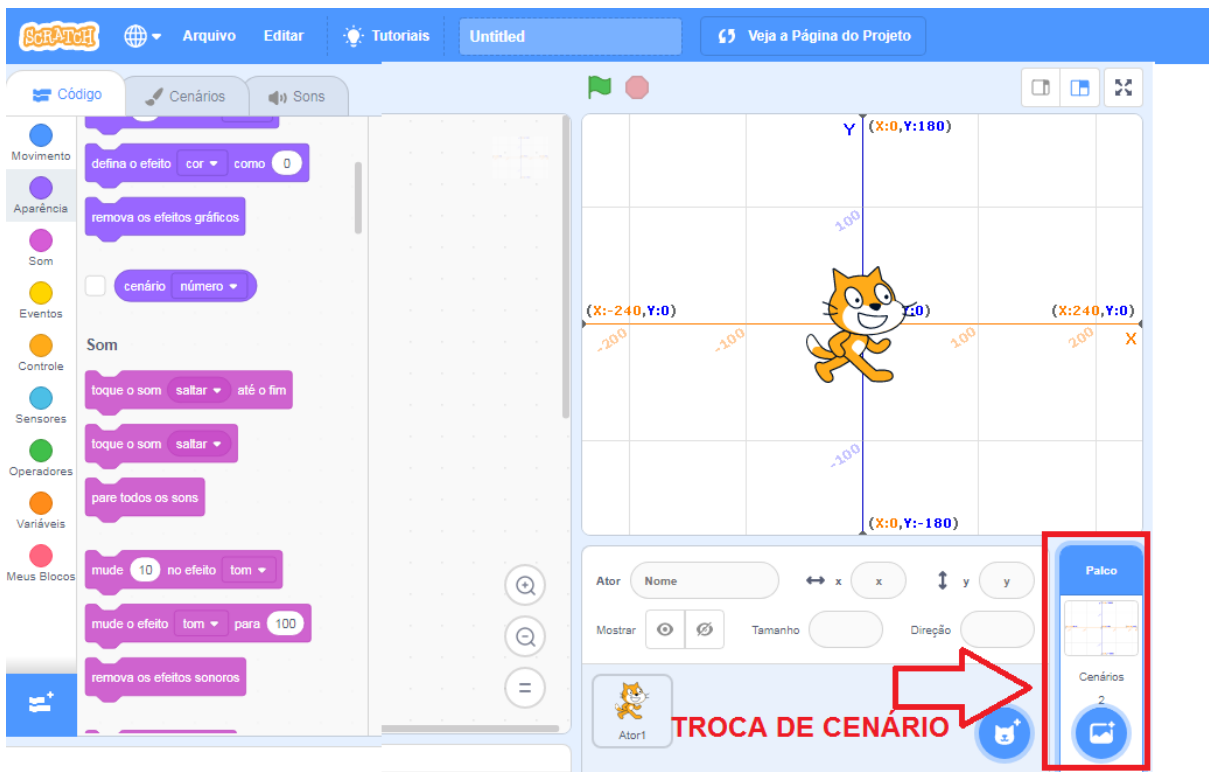 SCRATCH Arquivo Editar Tutoriais Untitled Veja a Página do Projeto
Código Cenários Sons
Movimento
Aparência
Som
Eventos
Controle
Sensores
Operadores
Variáveis
Meus Blocos
defina o efeito cor como 0
remova os efeitos gráficos
cenário número
Som
toque o som saltar até o fim
toque o som saltar
pare todos os sons
mude 10 no efeito tom
mude o efeito tom para 100
remova os efeitos sonoros
Y (X:0,Y:180)
100
(X:-240,Y:0) :0) (X:240,Y:0)
-200 -100 100 200 X
-100
(X:0,Y:-180)
Ator Nome x x y y
Mostrar Tamanho Direção
Ator1
TROCA DE CENÁRIO
Palco
Cenários
2